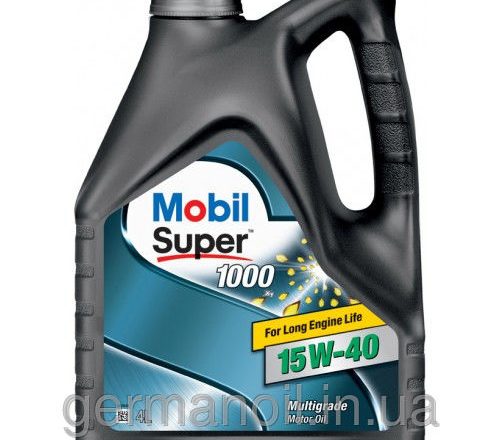 Mobil
Super™
1000
For Long Engine Life
15W-40
Multigrade
Motor Oil
4L
germanoil.in.ua